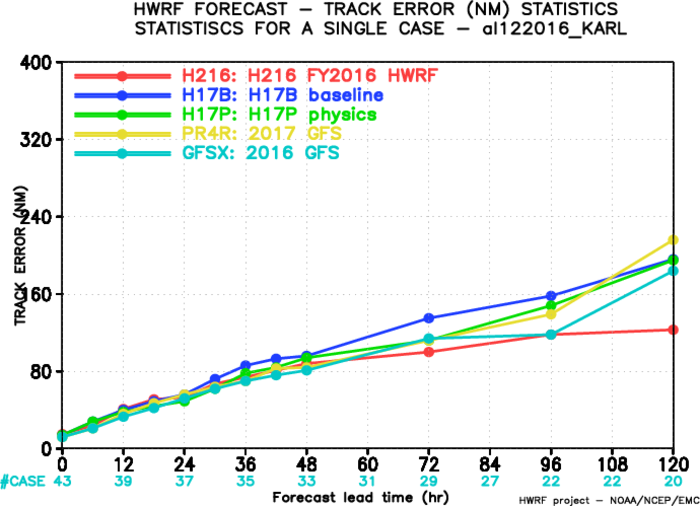 HWRF FORECAST – TRACK ERROR (NM) STATISTICS
STATISTISCS FOR A SINGLE CASE – al122016_KARL
H216: H216 FY2016 HWRF
H17B: H17B baseline
H17P: H17P physics
PR4R: 2017 GFS
GFSX: 2016 GFS
TRACK ERROR (NM)
400
320
240
160
80
0
0 12 24 36 48 60 72 84 96 108 120
#CASE 43 39 37 35 33 31 29 27 22 22 20
Forecast lead time (hr)
HWRF project – NOAA/NCEP/EMC